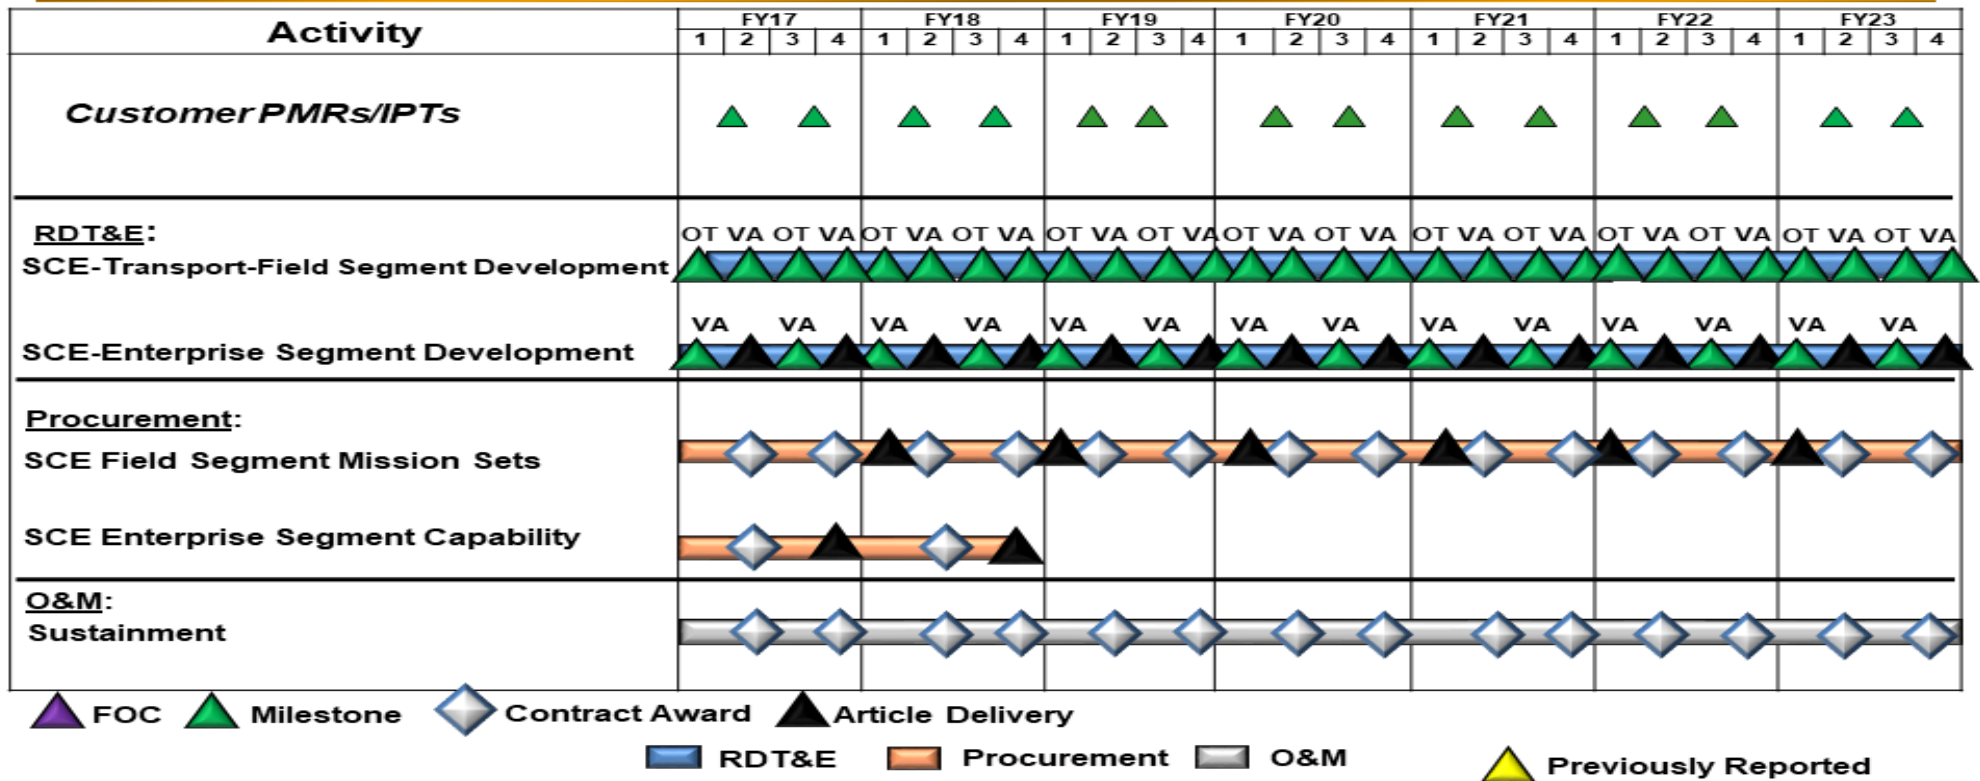 Activity
FY17 FY18 FY19 FY20 FY21 FY22 FY23
1 2 3 4 1 2 3 4 1 2 3 4 1 2 3 4 1 2 3 4 1 2 3 4 1 2 3 4
Customer PMRs/IPTs
RDT&E:
OT VA OT VA OT VA OT VA OT VA OT VA OT VA OT VA OT VA OT VA OT VA OT VA OT VA OT VA
SCE-Transport-Field Segment Development
VA VA VA VA VA VA VA VA VA VA VA VA VA VA
SCE-Enterprise Segment Development
Procurement:
SCE Field Segment Mission Sets
SCE Enterprise Segment Capability
O&M:
Sustainment
FOC Milestone Contract Award Article Delivery
RDT&E Procurement O&M Previously Reported